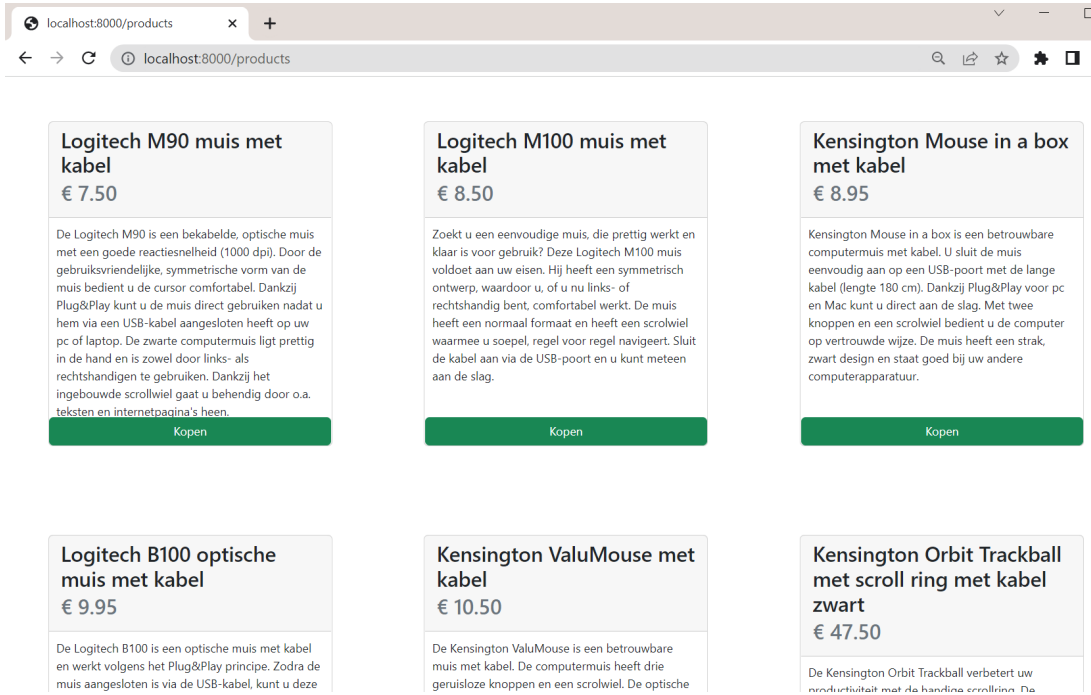 localhost:8000/products
localhost:8000/products
Logitech M90 muis met
kabel
€ 7.50
De Logitech M90 is een bekabelde, optische muis
met een goede reactiesnelheid (1000 dpi). Door de
gebruiksvriendelijke, symmetrische vorm van de
muis bedient u de cursor comfortabel. Dankzij
Plug&Play kunt u de muis direct gebruiken nadat u
hem via een USB-kabel aangesloten heeft op uw
pc of laptop. De zwarte computermuis ligt prettig
in de hand en is zowel door links- als
rechtshandigen te gebruiken. Dankzij het
ingebouwde scrollwiel gaat u behendig door o.a.
teksten en internetpagina's heen.
Kopen
Logitech M100 muis met
kabel
€ 8.50
Zoekt u een eenvoudige muis, die prettig werkt en
klaar is voor gebruik? Deze Logitech M100 muis
voldoet aan uw eisen. Hij heeft een symmetrisch
ontwerp, waardoor u, of u nu links- of
rechtshandig bent, comfortabel werkt. De muis
heeft een normaal formaat en heeft een scrolwiel
waarmee u soepel, regel voor regel navigeert. Sluit
de kabel aan via de USB-poort en u kunt meteen
aan de slag.
Kopen
Kensington Mouse in a box
met kabel
€ 8.95
Kensington Mouse in a box is een betrouwbare
computermuis met kabel. U sluit de muis
eenvoudig aan op een USB-poort met de lange
kabel (lengte 180 cm). Dankzij Plug&Play voor pc
en Mac kunt u direct aan de slag. Met twee
knoppen en een scrolwiel bedient u de computer
op vertrouwde wijze. De muis heeft een strak,
zwart design en staat goed bij uw andere
computerapparatuur.
Kopen
Logitech B100 optische
muis met kabel
€ 9.95
De Logitech B100 is een optische muis met kabel
en werkt volgens het Plug&Play principe. Zodra de
muis aangesloten is via de USB-kabel, kunt u deze
Kensington ValuMouse met
kabel
€ 10.50
De Kensington ValuMouse is een betrouwbare
muis met kabel. De computermuis heeft drie
geruisloze knoppen en een scrolwiel. De optische
Kensington Orbit Trackball
met scroll ring met kabel
zwart
€ 47.50
De Kensington Orbit Trackball verbetert uw
productiviteit met de handige scrollring. De